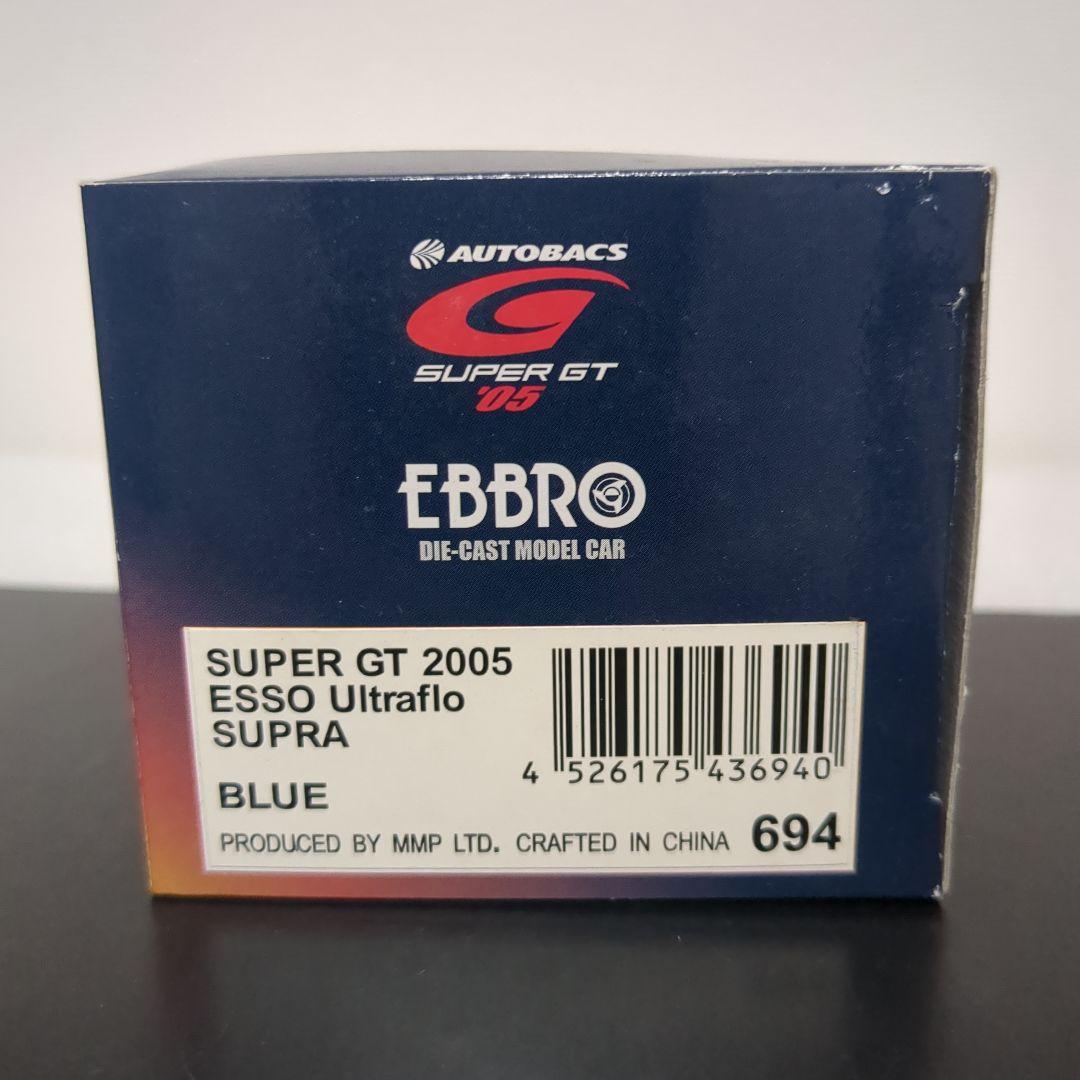 AUTOBACS
SUPER GT
'05
EBBRO
DIE-CAST MODEL CAR
SUPER GT 2005
ESSO Ultraflo
SUPRA
BLUE
4 526175 436940
PRODUCED BY MMP LTD. CRAFTED IN CHINA 694